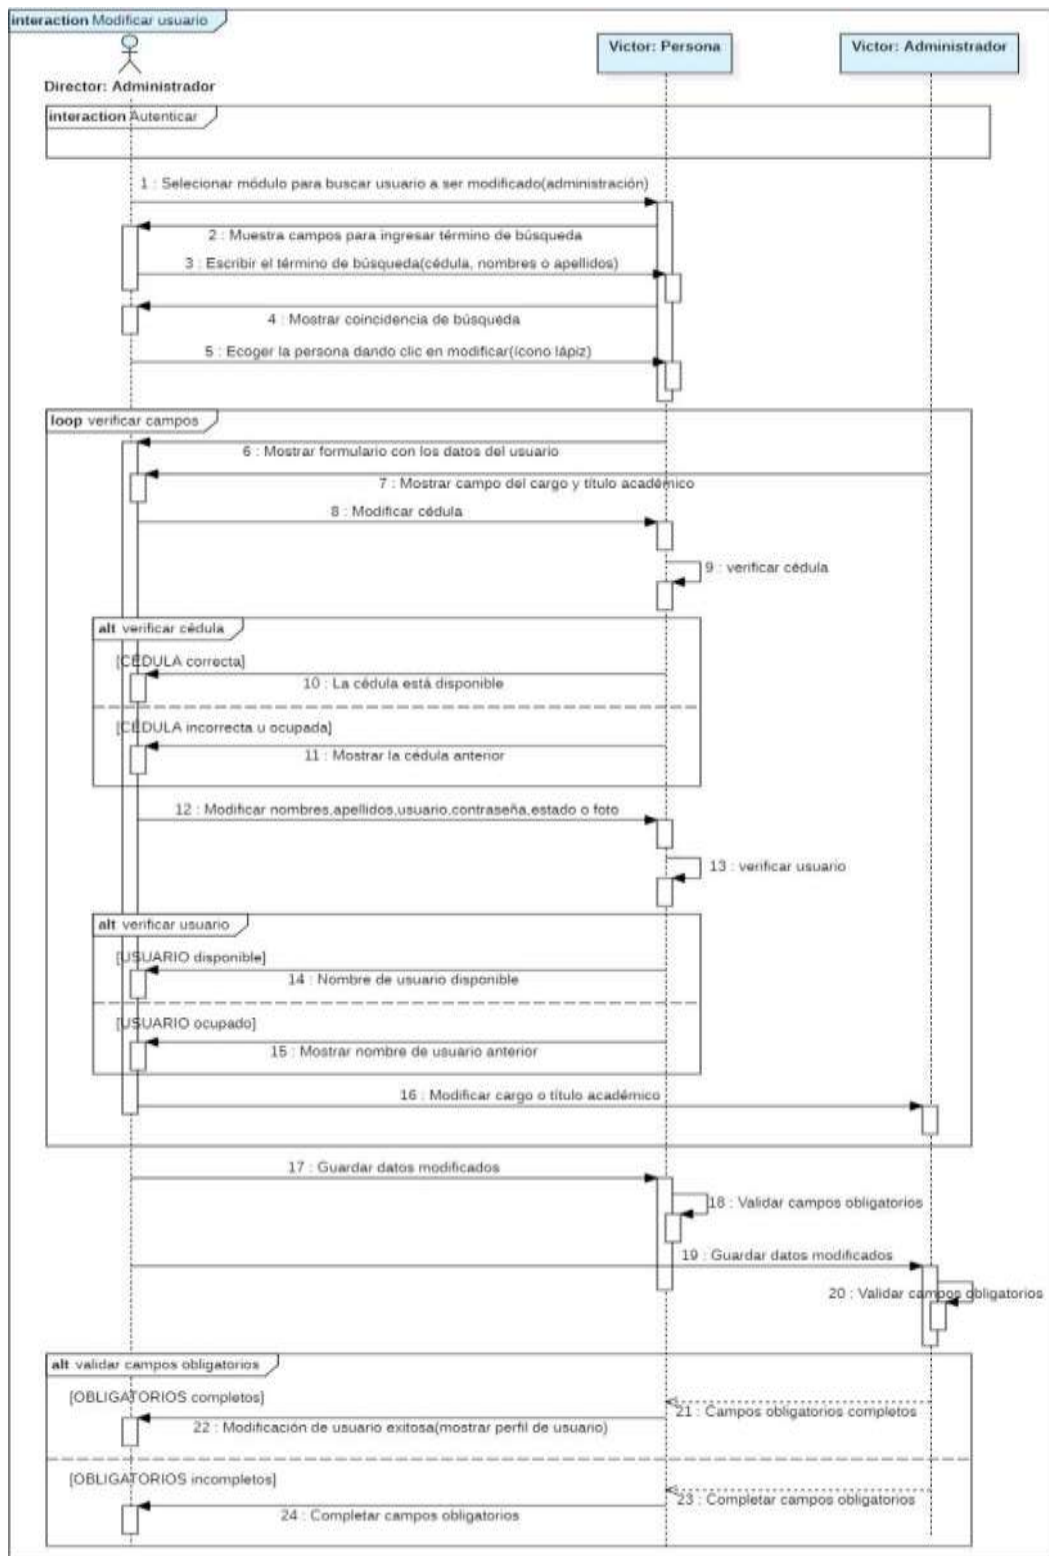 interaction Modificar usuario
Victor: Persona
Victor: Administrador
Director: Administrador
interaction Autenticar
1 : Selecionar módulo para buscar usuario a ser modificado(administración)
2 : Muestra campos para ingresar término de búsqueda
3 : Escribir el término de búsqueda(cédula, nombres o apellidos)
4 : Mostrar coincidencia de búsqueda
5 : Ecoger la persona dando clic en modificar(ícono lápiz)
loop verificar campos
6 : Mostrar formulario con los datos del usuario
7 : Mostrar campo del cargo y título académico
8 : Modificar cédula
9 : verificar cédula
alt verificar cédula
[CÉDULA correcta]
10 : La cédula está disponible
[CÉDULA incorrecta u ocupada]
11 : Mostrar la cédula anterior
12 : Modificar nombres,apellidos,usuario,contraseña,estado o foto
13 : verificar usuario
alt verificar usuario
[USUARIO disponible]
14 : Nombre de usuario disponible
[USUARIO ocupado]
15 : Mostrar nombre de usuario anterior
16 : Modificar cargo o título académico
17 : Guardar datos modificados
18 : Validar campos obligatorios
19 : Guardar datos modificados
20 : Validar campos obligatorios
alt validar campos obligatorios
[OBLIGATORIOS completos]
21 : Campos obligatorios completos
22 : Modificación de usuario exitosa(mostrar perfil de usuario)
[OBLIGATORIOS incompletos]
23 : Completar campos obligatorios
24 : Completar campos obligatorios